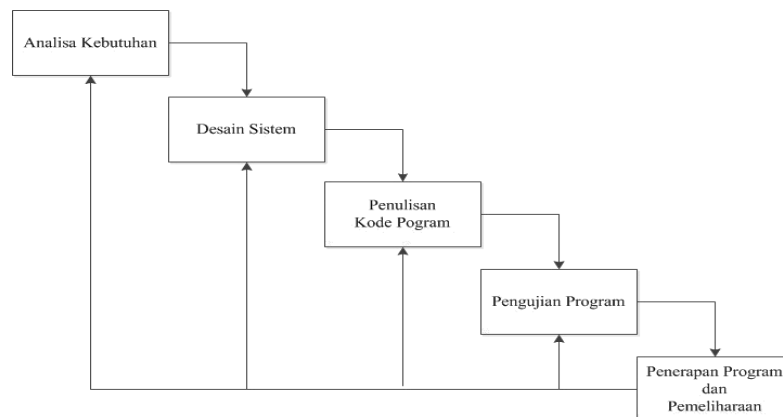 Analisa Kebutuhan
Desain Sistem
Penulisan
Kode Pogram
Pengujian Program
Penerapan Program
dan
Pemeliharaan